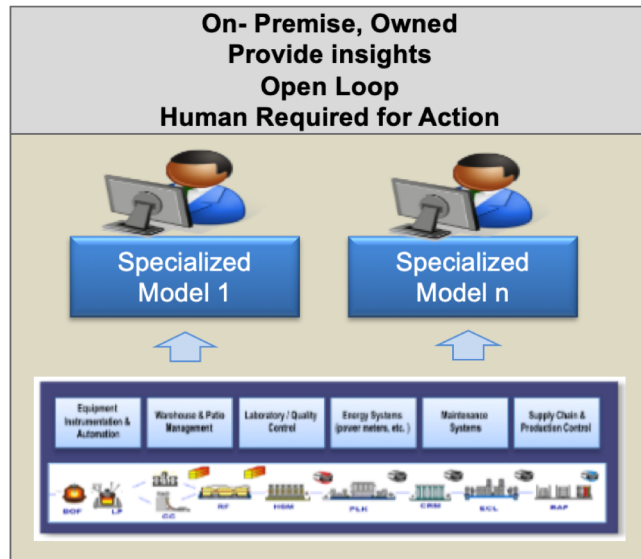 On- Premise, Owned
Provide insights
Open Loop
Human Required for Action
Specialized
Model 1
Specialized
Model n
Equipment
Instrumentation &
Automation
Warehouse & Patio
Management
Laboratory / Quality
Control
Energy Systems
(power meters, etc. )
Maintenance
Systems
Supply Chain &
Production Control
BOF
LF
CC
RF
HSM
PLK
CRM
ECL
BAF